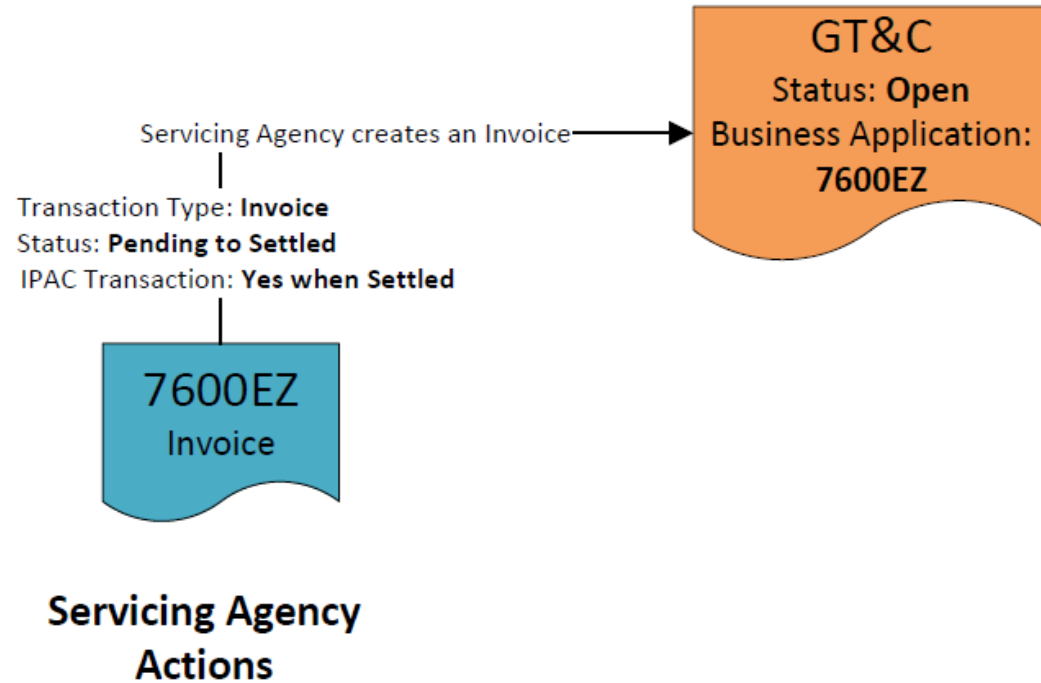 GT&C
Status: Open
Business Application:
7600EZ
Servicing Agency creates an Invoice
Transaction Type: Invoice
Status: Pending to Settled
IPAC Transaction: Yes when Settled
7600EZ
Invoice
Servicing Agency
Actions